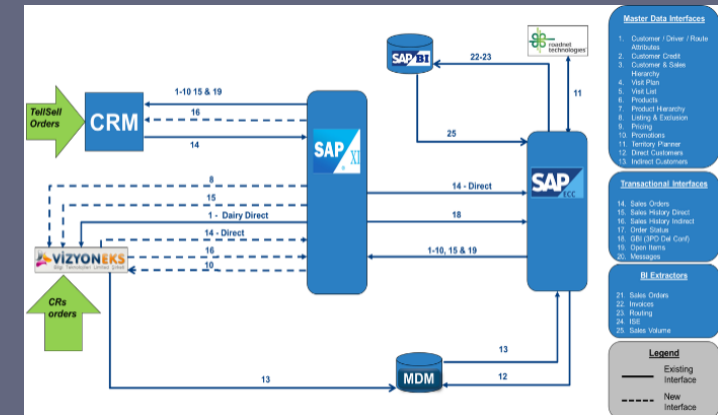 TellSell
Orders
CRM
1-10 15 & 19
16
14
SAP XI
8
15
1 - Dairy Direct
14 - Direct
16
10
VİZYONEKS
CRs
orders
13
SAP BI
22-23
25
roadnet
technologies
11
SAP ECC
14 - Direct
18
1-10, 15 & 19
MDM
13
12
Master Data Interfaces
1. Customer / Driver / Route
Attributes
2. Customer Credit
3. Customer & Sales
Hierarchy
4. Visit Plan
5. Visit List
6. Products
7. Product Hierarchy
8. Listing & Exclusion
9. Pricing
10. Promotions
11. Territory Planner
12. Direct Customers
13. Indirect Customers
Transactional Interfaces
14. Sales Orders
15. Sales History Direct
16. Sales History Indirect
17. Order Status
18. GBI (3PD Del Conf)
19. Open Items
20. Messages
BI Extractors
21. Sales Orders
22. Invoices
23. Routing
24. ISE
25. Sales Volume
Legend
Existing
Interface
New
Interface